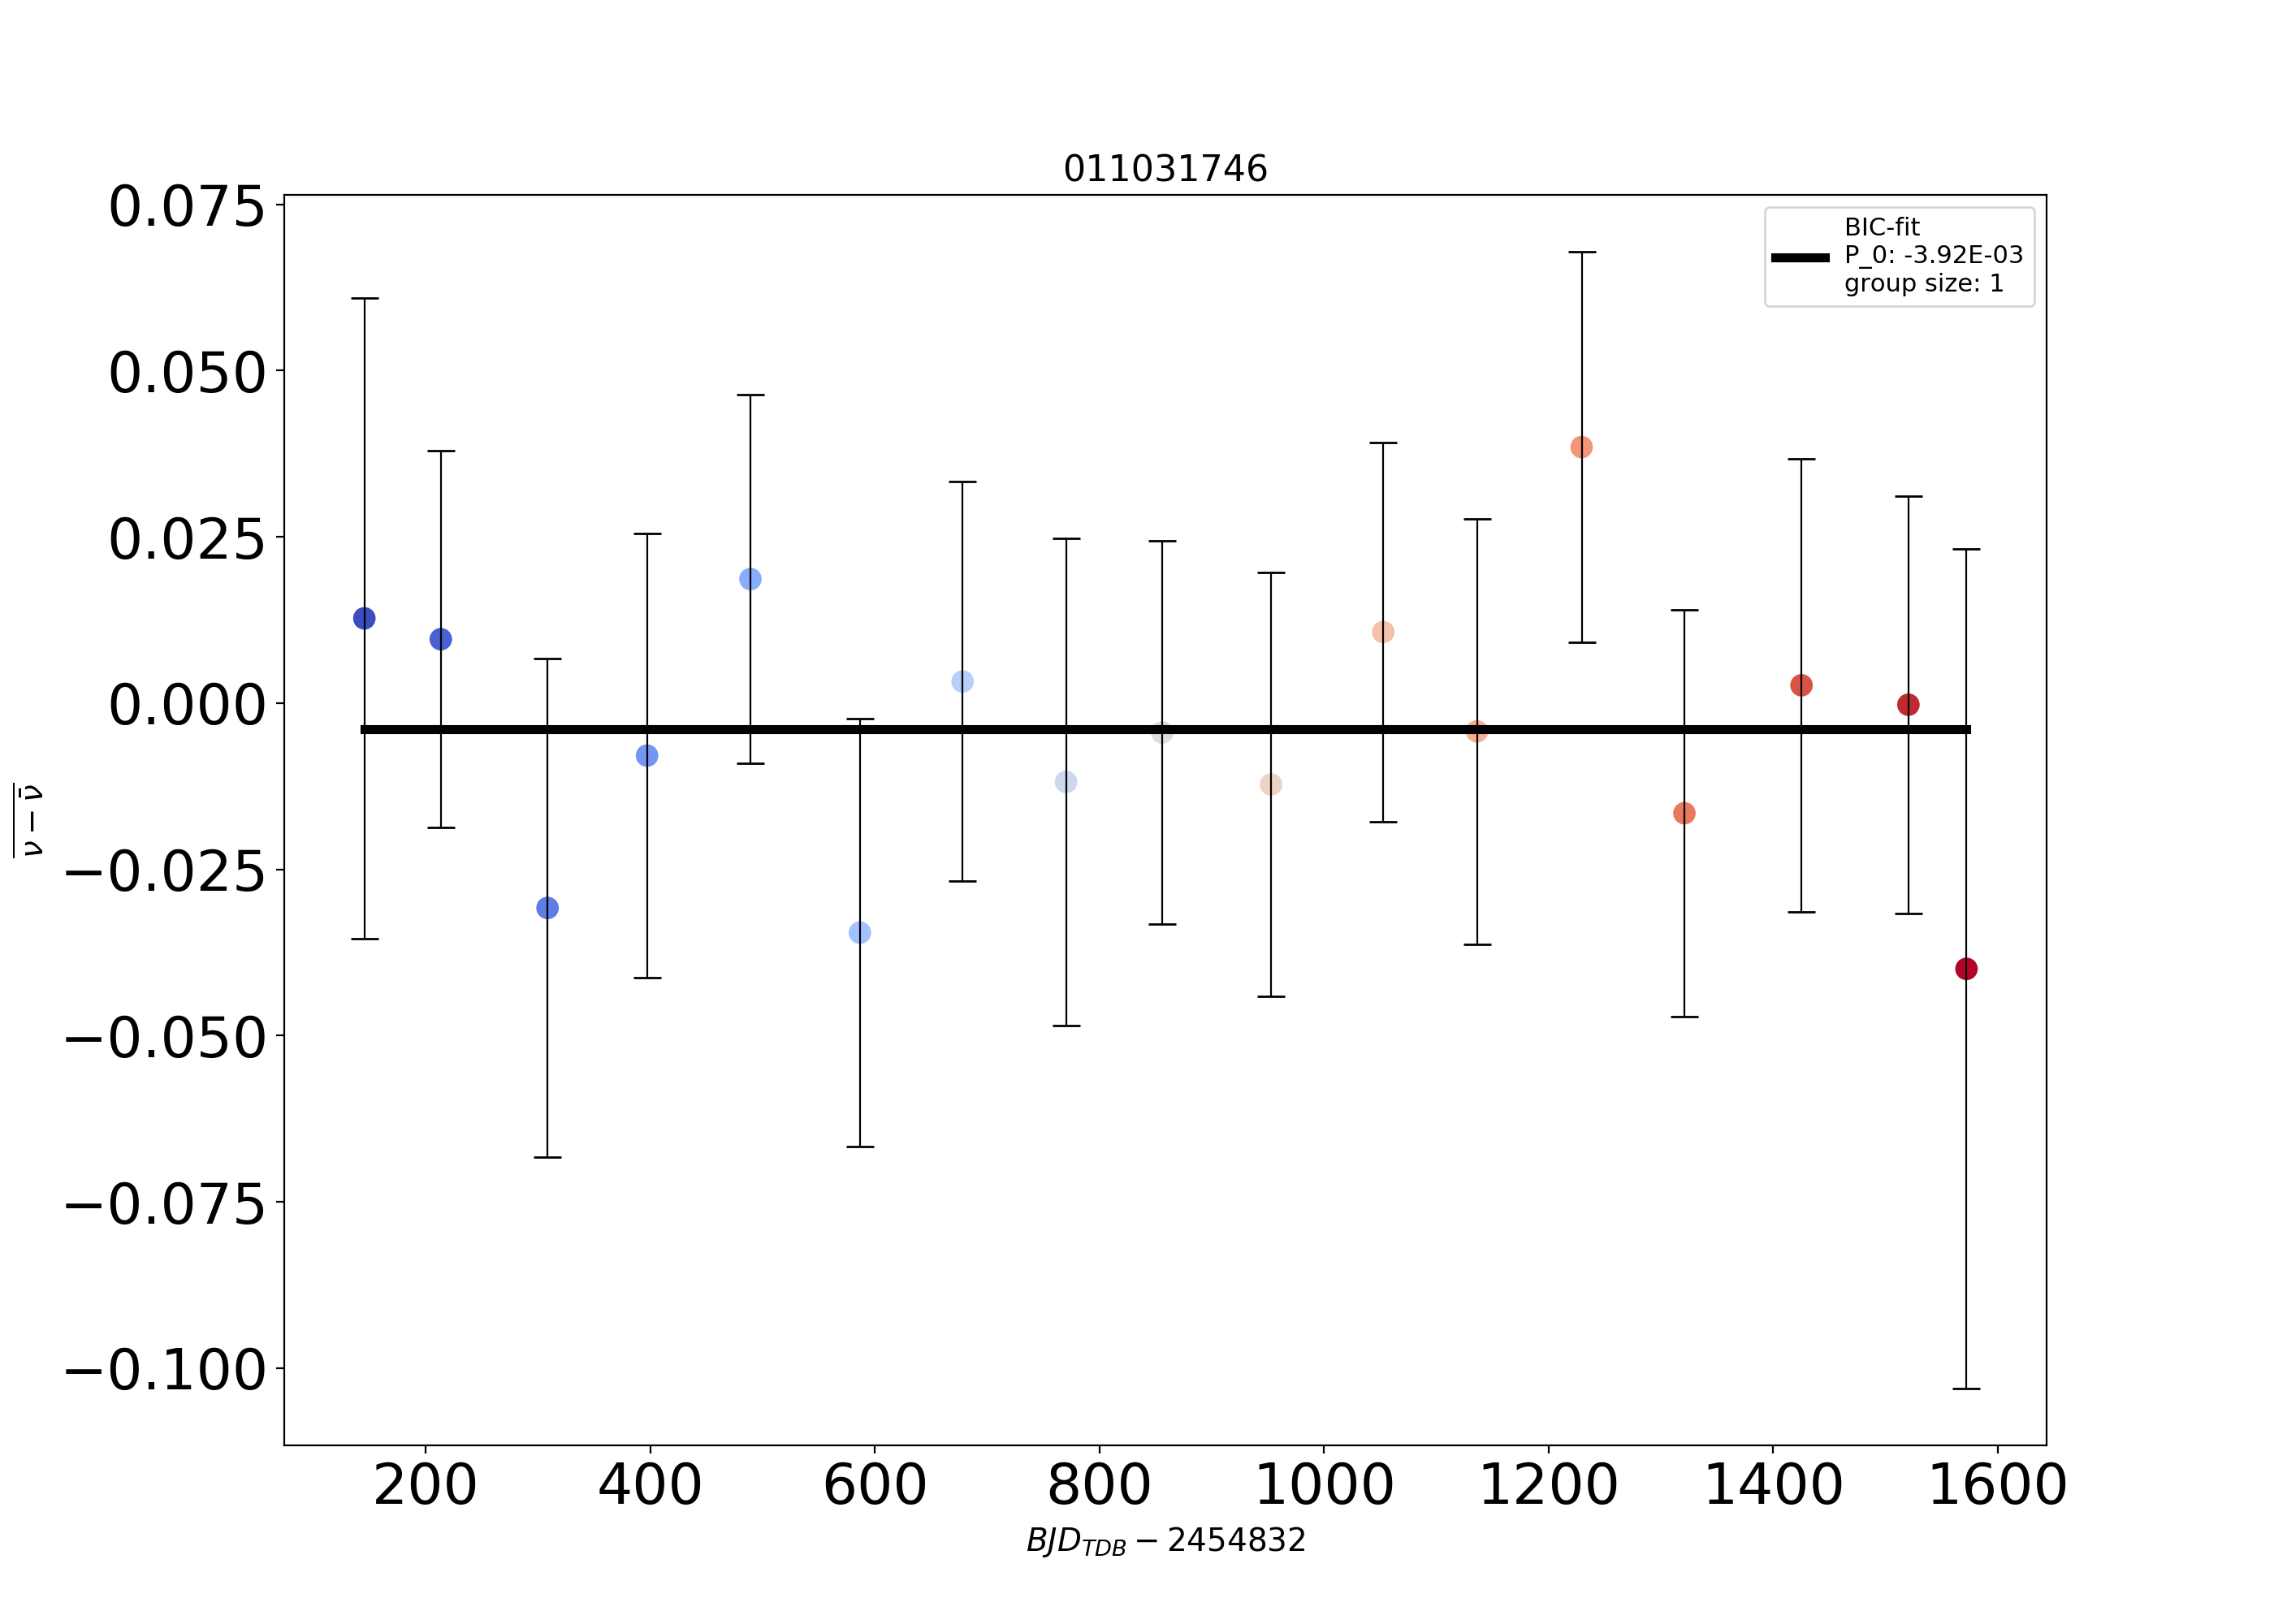 011031746
BIC-fit
P_0: -3.92E-03
group size: 1
0.075
0.050
0.025
0.000
−0.025
−0.050
−0.075
−0.100
ν − ν̄
200 400 600 800 1000 1200 1400 1600
BJD_TDB − 2454832